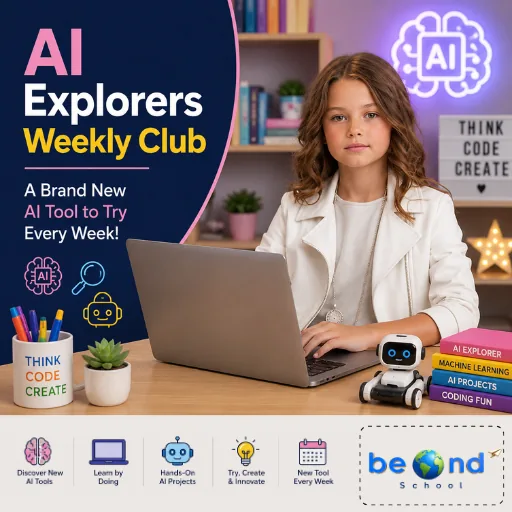 AI
Explorers
Weekly Club
A Brand New
AI Tool to Try
Every Week!
AI
AI
THINK
CODE
CREATE
THINK
CODE
CREATE
AI EXPLORER
MACHINE LEARNING
AI PROJECTS
CODING FUN
Discover New
AI Tools
Learn by
Doing
Hands-On
AI Projects
Try, Create
& Innovate
New Tool
Every Week
beyond
School